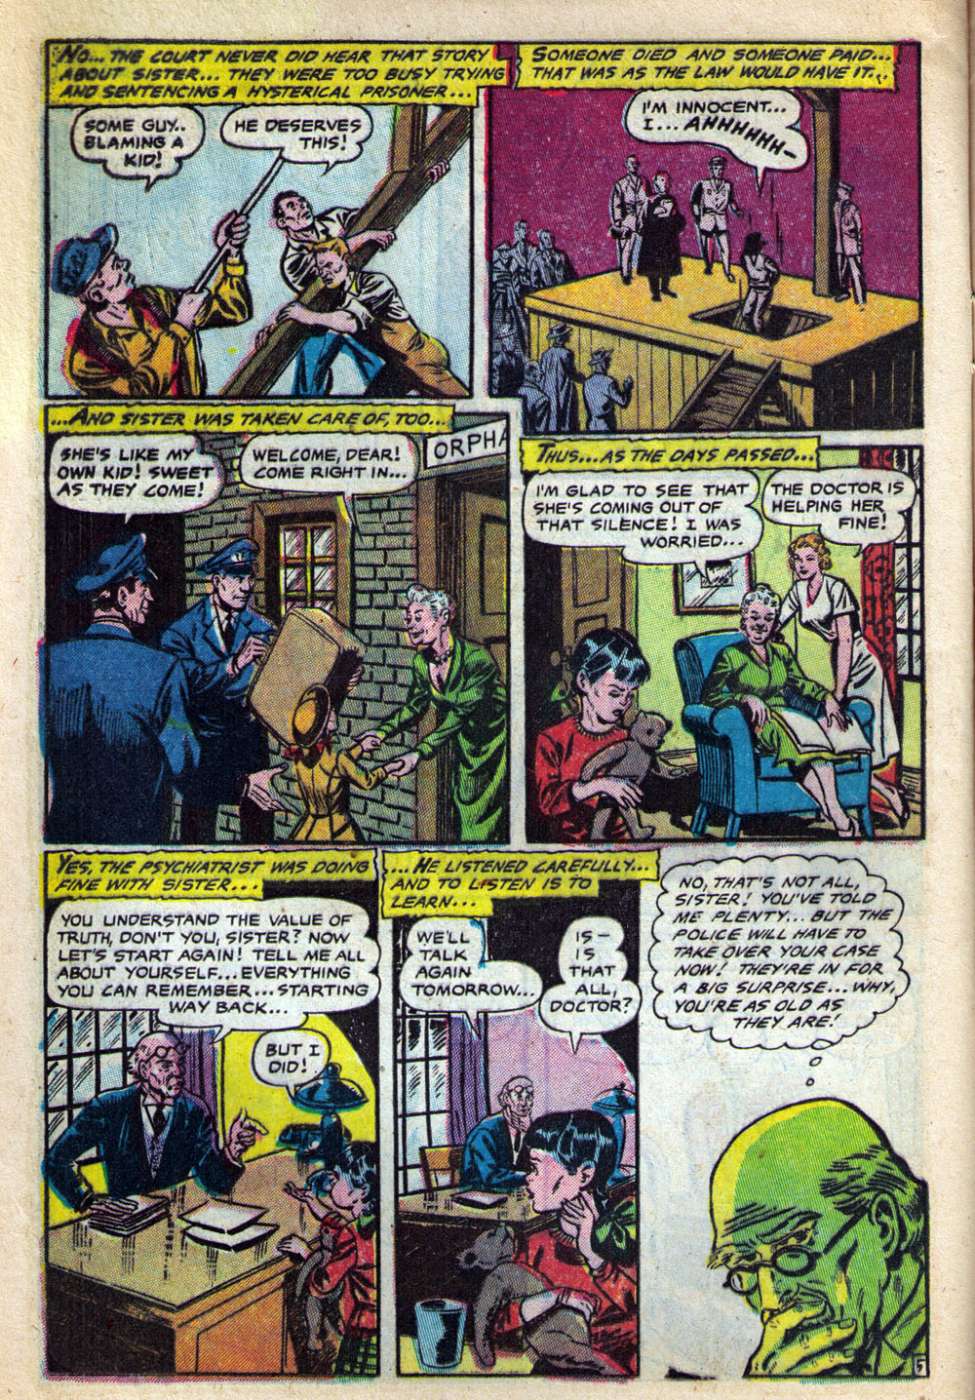 NO... THE COURT NEVER DID HEAR THAT STORY
ABOUT SISTER... THEY WERE TOO BUSY TRYING
AND SENTENCING A HYSTERICAL PRISONER...
SOME GUY..
BLAMING A
KID!
HE DESERVES
THIS!
SOMEONE DIED AND SOMEONE PAID...
THAT WAS AS THE LAW WOULD HAVE IT...
I'M INNOCENT...
I... AHHHHHH-
...AND SISTER WAS TAKEN CARE OF, TOO...
SHE'S LIKE MY
OWN KID! SWEET
AS THEY COME!
WELCOME, DEAR!
COME RIGHT IN...
ORPHA
THUS...AS THE DAYS PASSED...
I'M GLAD TO SEE THAT
SHE'S COMING OUT OF
THAT SILENCE! I WAS
WORRIED...
THE DOCTOR IS
HELPING HER
FINE!
YES, THE PSYCHIATRIST WAS DOING
FINE WITH SISTER...
YOU UNDERSTAND THE VALUE OF
TRUTH, DON'T YOU, SISTER? NOW
LET'S START AGAIN! TELL ME ALL
ABOUT YOURSELF...EVERYTHING
YOU CAN REMEMBER...STARTING
WAY BACK...
BUT I
DID!
...HE LISTENED CAREFULLY...
AND TO LISTEN IS TO
LEARN...
WE'LL
TALK
AGAIN
TOMORROW...
IS-
IS
THAT
ALL,
DOCTOR?
NO, THAT'S NOT ALL,
SISTER! YOU'VE TOLD
ME PLENTY... BUT THE
POLICE WILL HAVE TO
TAKE OVER YOUR CASE
NOW! THEY'RE IN FOR
A BIG SURPRISE... WHY,
YOU'RE AS OLD AS
THEY ARE!
5